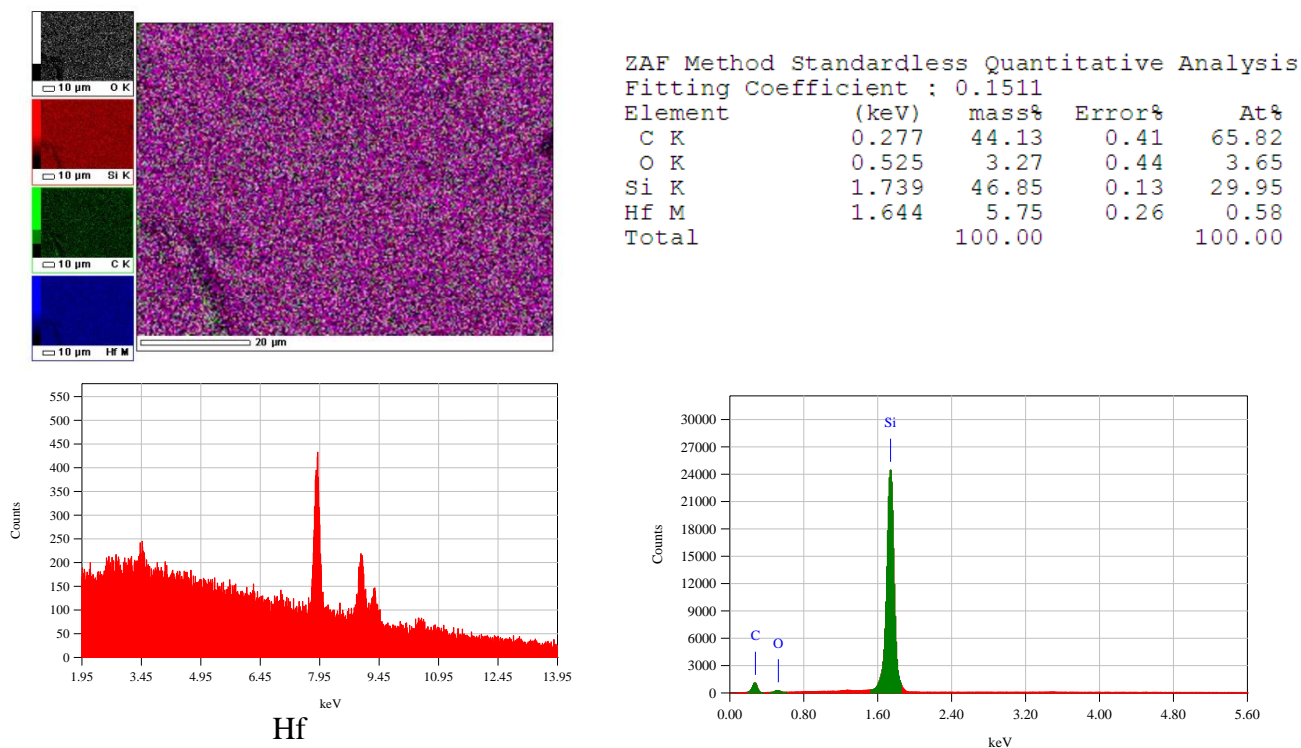 10 µm O K
10 µm Si K
10 µm C K
10 µm Hf M
20 µm
ZAF Method Standardless Quantitative Analysis
Fitting Coefficient : 0.1511
Element (keV) mass% Error% At%
C K 0.277 44.13 0.41 65.82
O K 0.525 3.27 0.44 3.65
Si K 1.739 46.85 0.13 29.95
Hf M 1.644 5.75 0.26 0.58
Total 100.00 100.00
550
500
450
400
350
300
250
200
150
100
50
0
Counts
1.95 3.45 4.95 6.45 7.95 9.45 10.95 12.45 13.95
keV
Hf
30000
27000
24000
21000
18000
15000
12000
9000
6000
3000
0
Counts
Si
C
O
0.00 0.80 1.60 2.40 3.20 4.00 4.80 5.60
keV